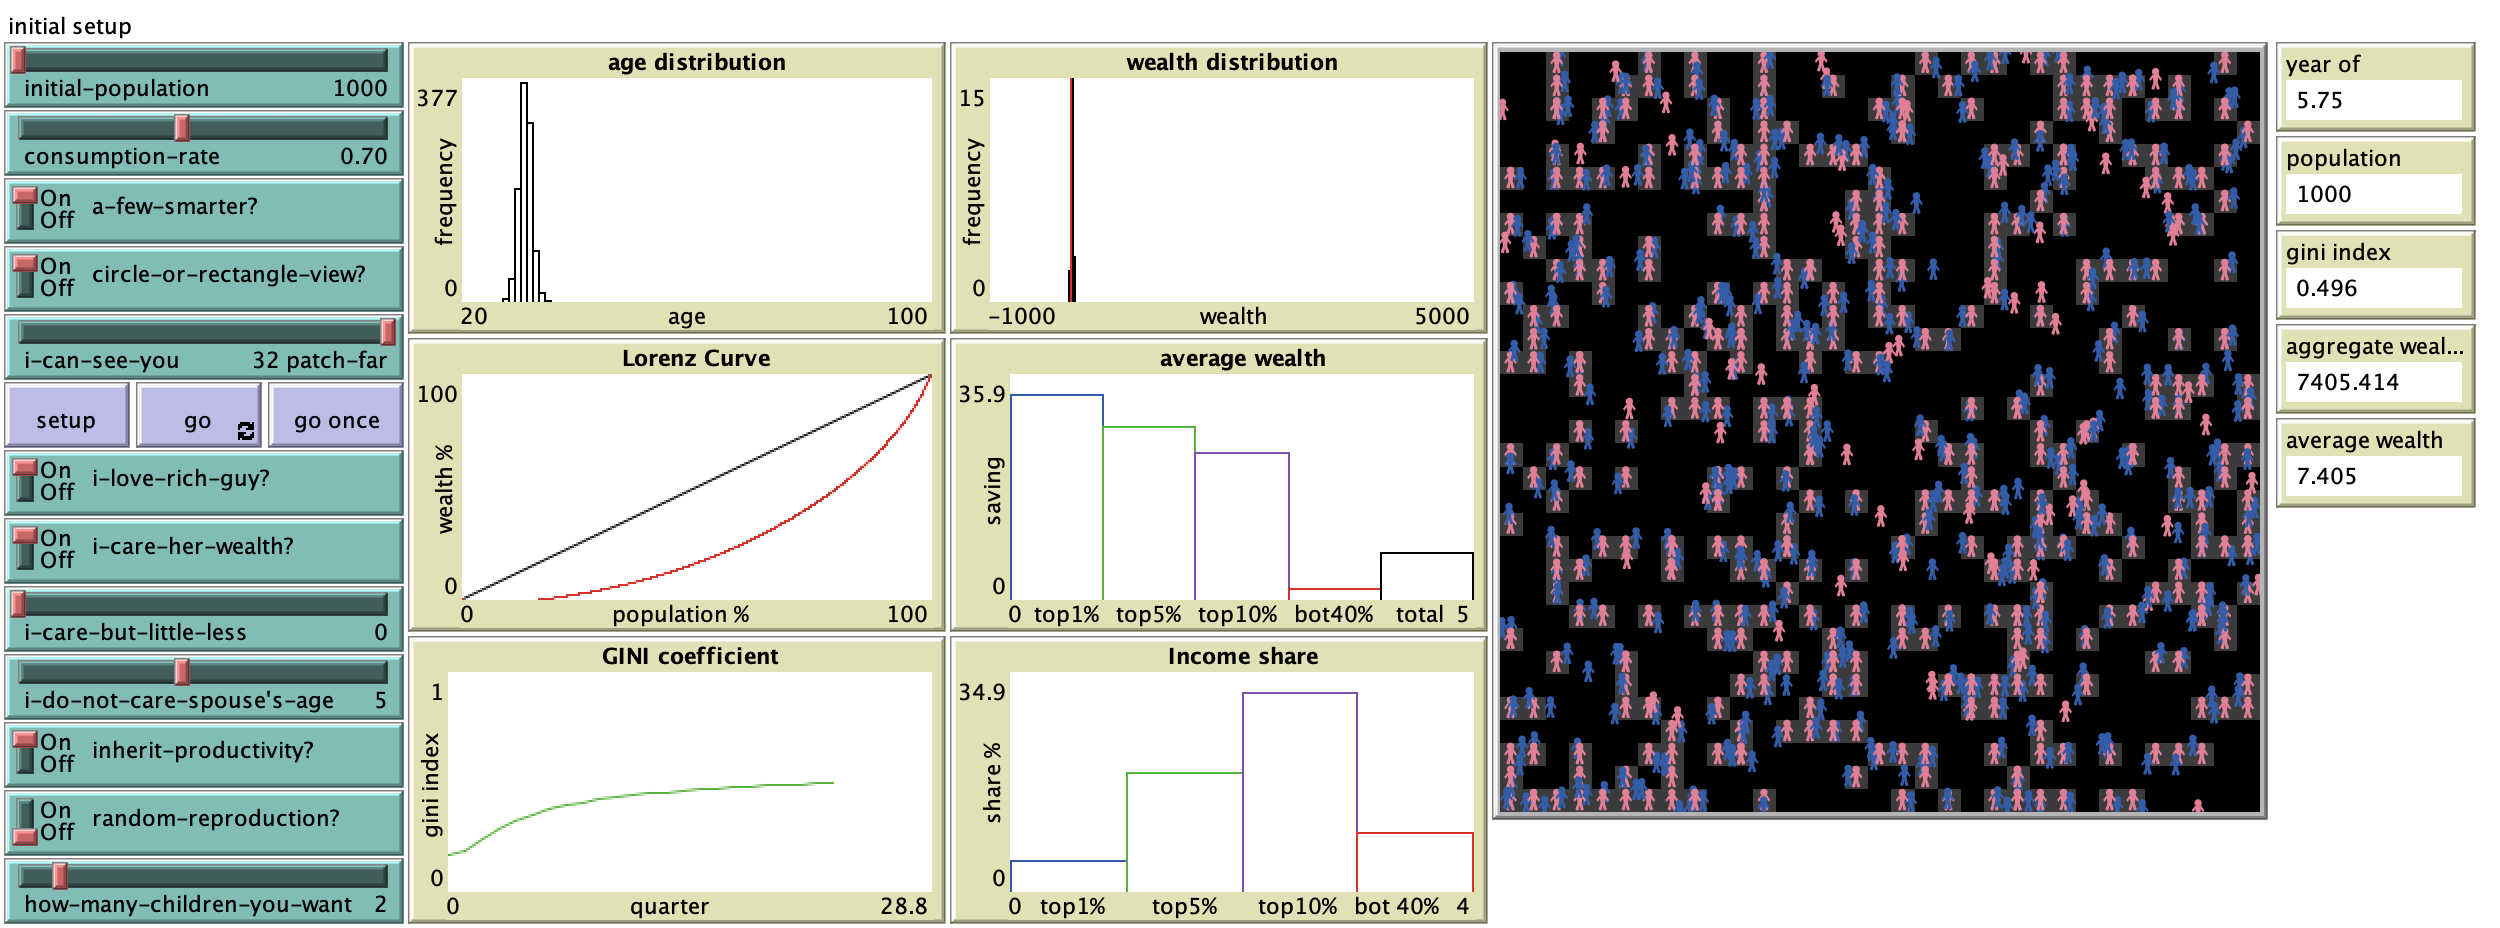 initial setup
initial-population 1000
consumption-rate 0.70
On
Off
a-few-smarter?
On
Off
circle-or-rectangle-view?
i-can-see-you 32 patch-far
setup
go
go once
On
Off
i-love-rich-guy?
On
Off
i-care-her-wealth?
i-care-but-little-less 0
i-do-not-care-spouse's-age 5
On
Off
inherit-productivity?
On
Off
random-reproduction?
how-many-children-you-want 2
age distribution
377
frequency
0
20 age 100
wealth distribution
15
frequency
0
-1000 wealth 5000
Lorenz Curve
100
wealth %
0
0 population % 100
average wealth
35.9
saving
0
0 top1% top5% top10% bot40% total 5
GINI coefficient
1
gini index
0
0 quarter 28.8
Income share
34.9
share %
0
0 top1% top5% top10% bot 40% 4
year of
5.75
population
1000
gini index
0.496
aggregate weal...
7405.414
average wealth
7.405